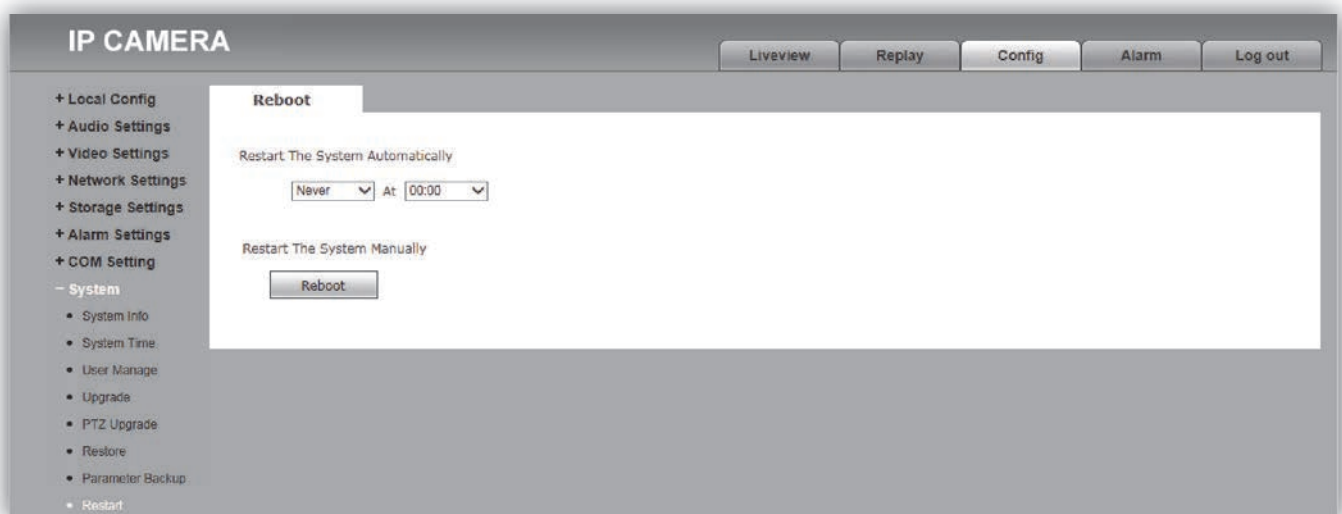 IP CAMERA
Liveview Replay Config Alarm Log out
+ Local Config
+ Audio Settings
+ Video Settings
+ Network Settings
+ Storage Settings
+ Alarm Settings
+ COM Setting
− System
• System Info
• System Time
• User Manage
• Upgrade
• PTZ Upgrade
• Restore
• Parameter Backup
• Restart
Reboot
Restart The System Automatically
Never At 00:00
Restart The System Manually
Reboot